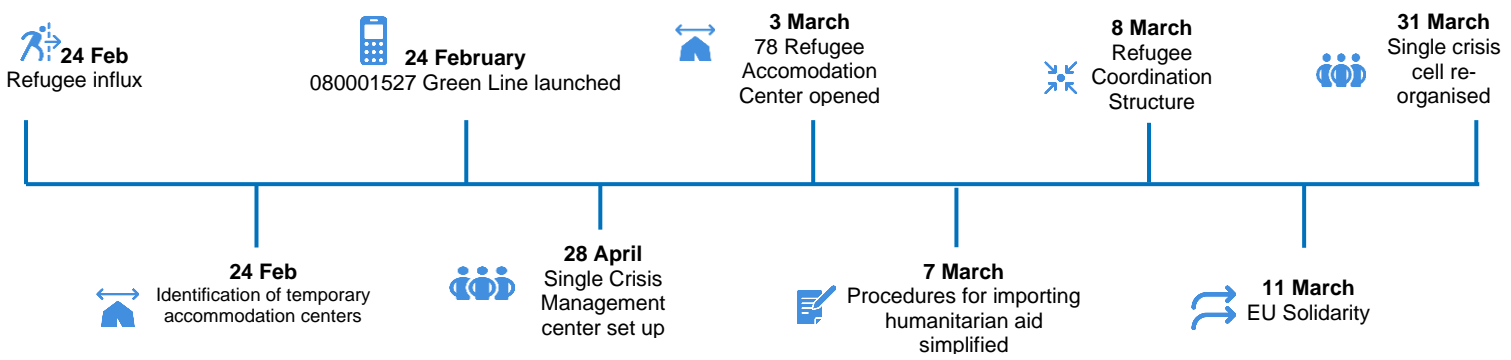 24 Feb
Refugee influx
24 February
080001527 Green Line launched
3 March
78 Refugee
Accomodation
Center opened
8 March
Refugee
Coordination
Structure
31 March
Single crisis
cell re-
organised
24 Feb
Identification of temporary
accommodation centers
28 April
Single Crisis
Management
center set up
7 March
Procedures for importing
humanitarian aid
simplified
11 March
EU Solidarity